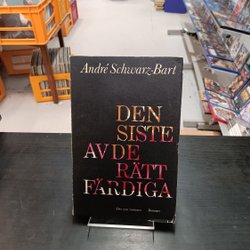 André Schwarz-Bart
DEN
SISTE
AV DE
RÄTT
FÄRDIGA